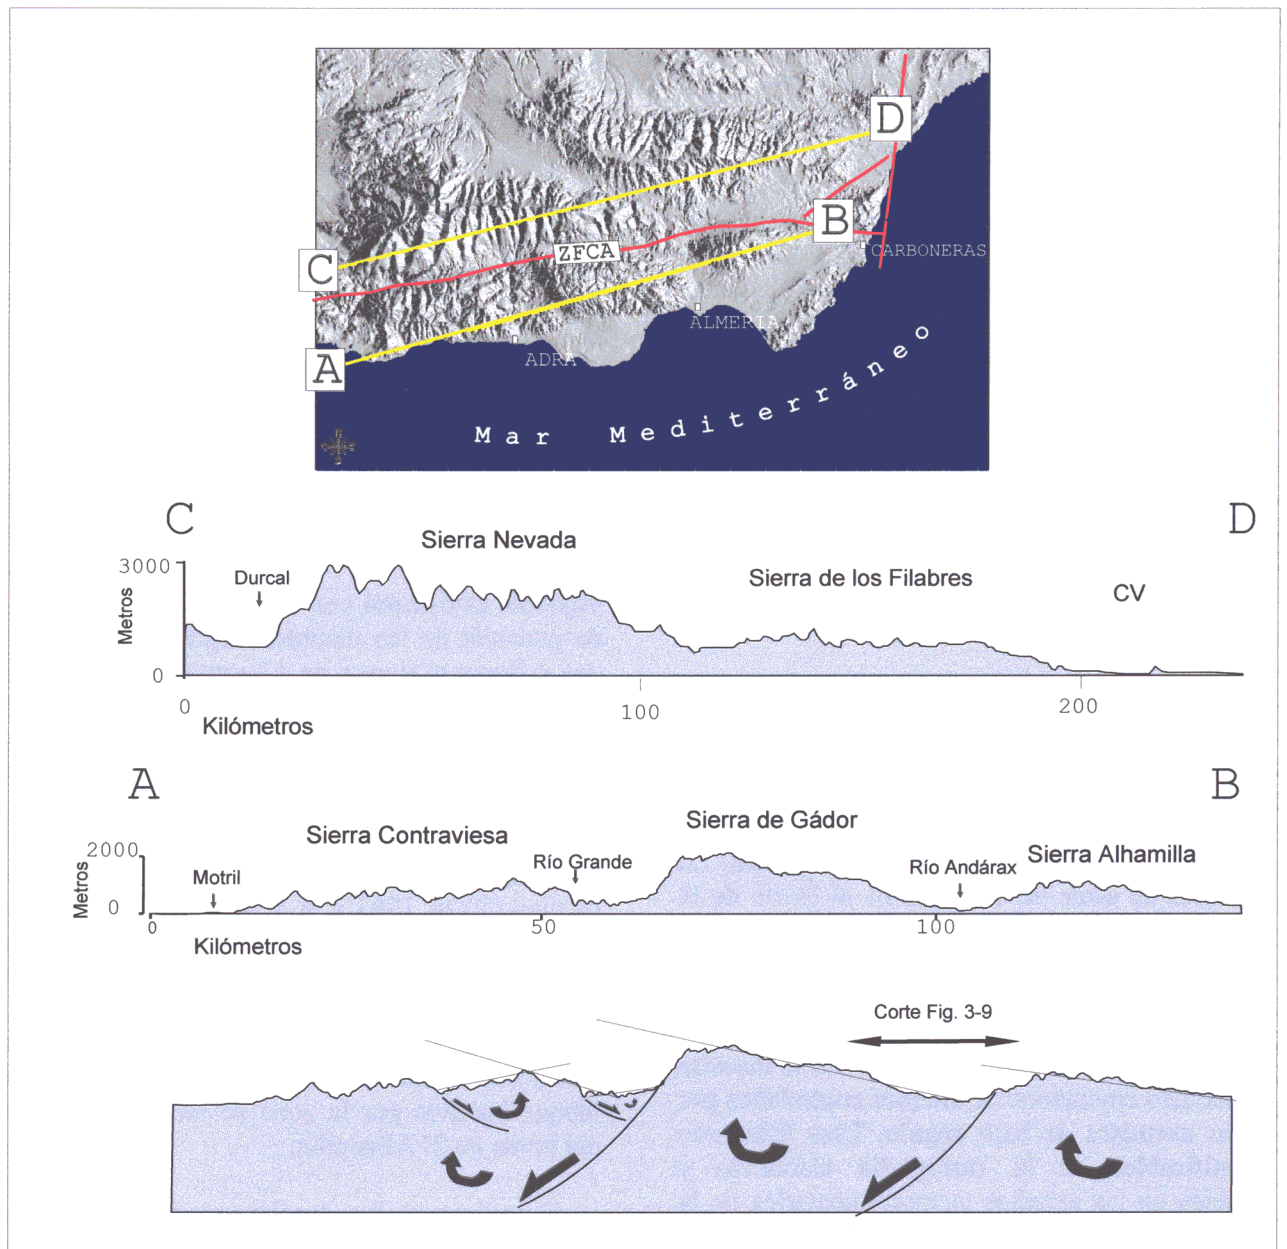 D
B
C
ZFCA
CARBONERAS
ALMERIA
A
ADRA
Mar Mediterráneo
C
D
Sierra Nevada
3000
Durcal
Sierra de los Filabres
CV
Metros
0
0
100
200
Kilómetros
A
B
Sierra Contraviesa
Sierra de Gádor
2000
Río Grande
Sierra Alhamilla
Motril
Río Andárax
Metros
0
0
50
100
Kilómetros
Corte Fig. 3-9